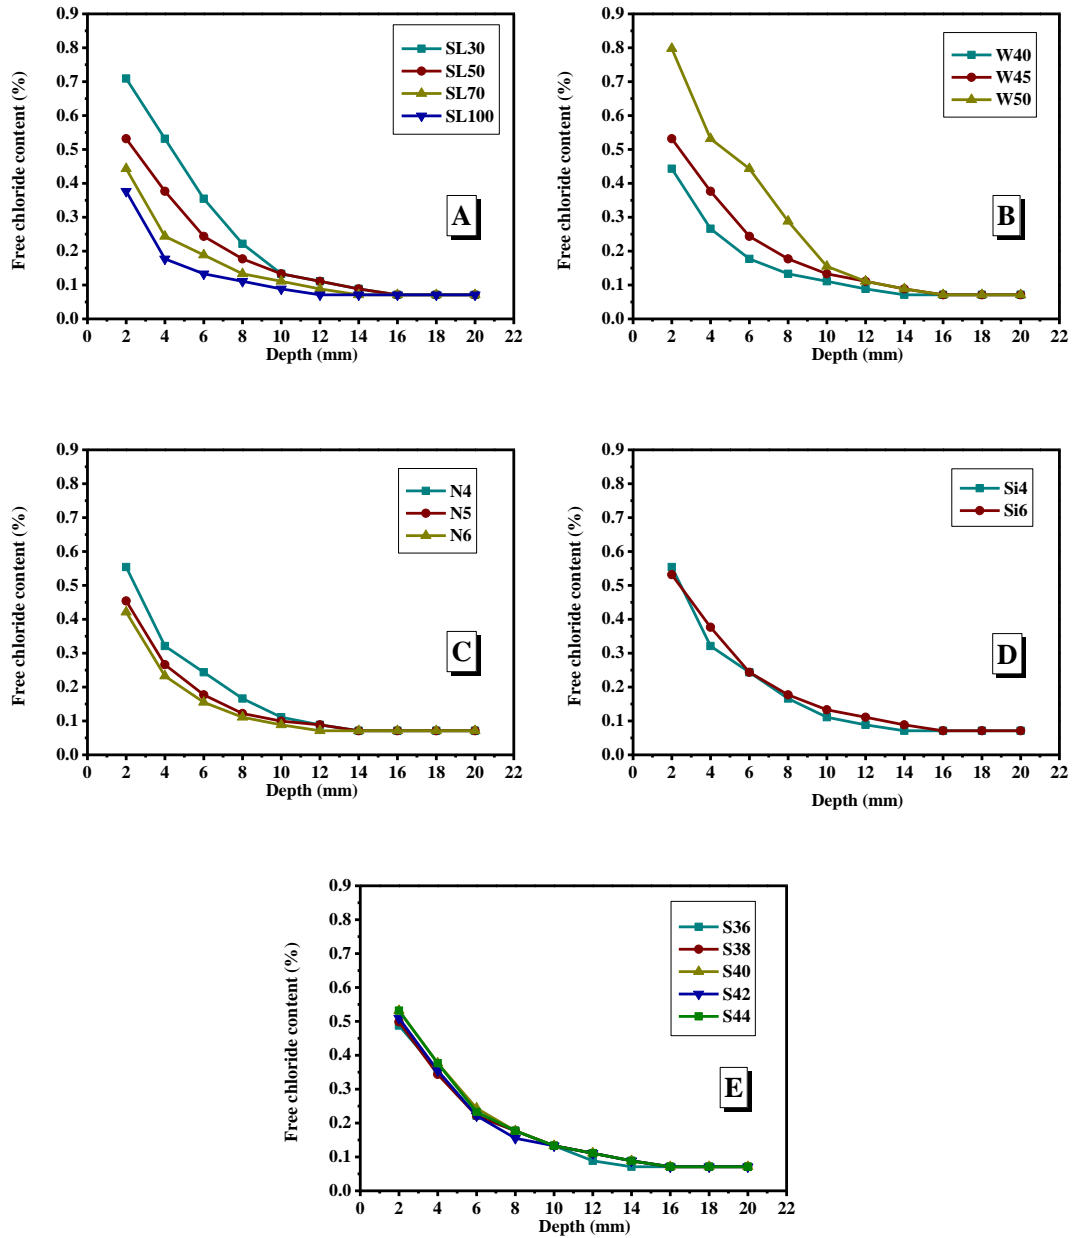 Free chloride content (%)
0.9
0.8
0.7
0.6
0.5
0.4
0.3
0.2
0.1
0.0
0 2 4 6 8 10 12 14 16 18 20 22
Depth (mm)
SL30
SL50
SL70
SL100
A
Free chloride content (%)
0.9
0.8
0.7
0.6
0.5
0.4
0.3
0.2
0.1
0.0
0 2 4 6 8 10 12 14 16 18 20 22
Depth (mm)
W40
W45
W50
B
Free chloride content (%)
0.9
0.8
0.7
0.6
0.5
0.4
0.3
0.2
0.1
0.0
0 2 4 6 8 10 12 14 16 18 20 22
Depth (mm)
N4
N5
N6
C
Free chloride content (%)
0.9
0.8
0.7
0.6
0.5
0.4
0.3
0.2
0.1
0.0
0 2 4 6 8 10 12 14 16 18 20 22
Depth (mm)
Si4
Si6
D
Free chloride content (%)
0.9
0.8
0.7
0.6
0.5
0.4
0.3
0.2
0.1
0.0
0 2 4 6 8 10 12 14 16 18 20 22
Depth (mm)
S36
S38
S40
S42
S44
E